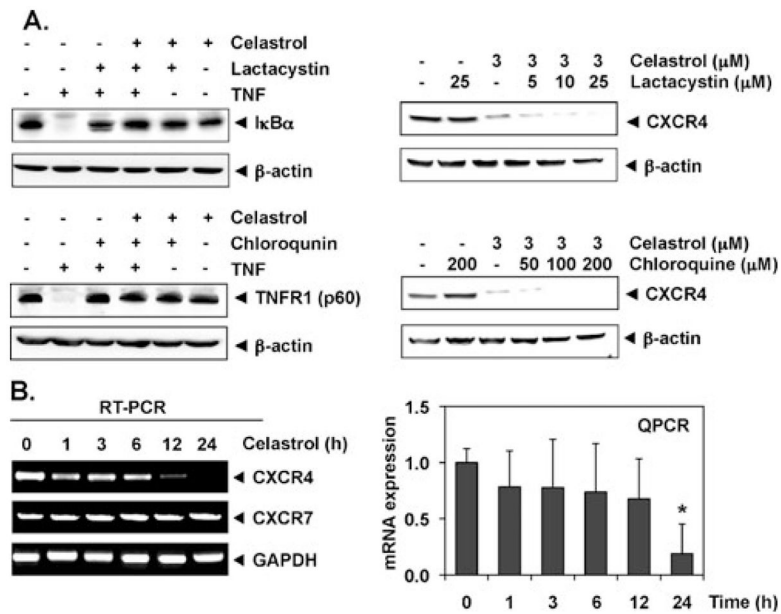 A.
- - - + + + Celastrol
- - + + + - Lactacystin
- + + + - - TNF
◄ IκBα
◄ β-actin
- - 3 3 3 3 Celastrol (μM)
- 25 - 5 10 25 Lactacystin (μM)
◄ CXCR4
◄ β-actin
- - - + + + Celastrol
- - + + + - Chloroqunin
- + + + - - TNF
◄ TNFR1 (p60)
◄ β-actin
- - 3 3 3 3 Celastrol (μM)
- 200 - 50 100 200 Chloroquine (μM)
◄ CXCR4
◄ β-actin
B.
RT-PCR
0 1 3 6 12 24 Celastrol (h)
◄ CXCR4
◄ CXCR7
◄ GAPDH
QPCR
mRNA expression
1.5
1.0
0.5
0.0
*
0 1 3 6 12 24 Time (h)